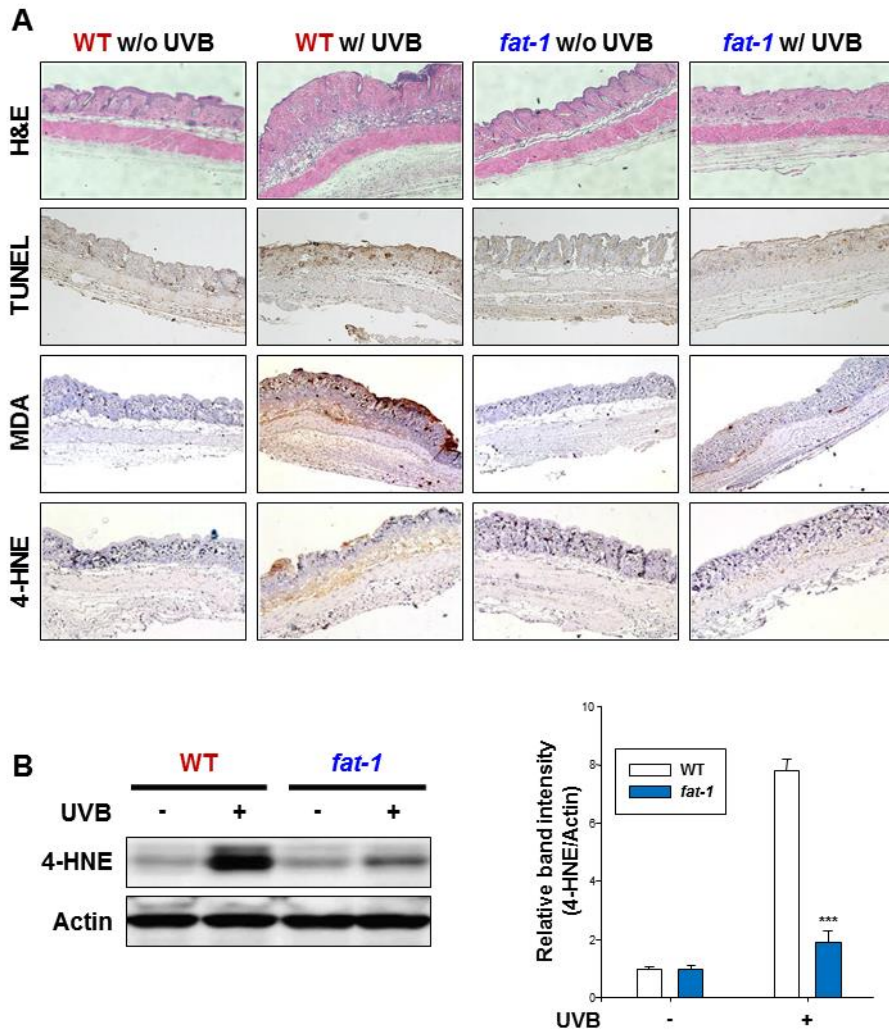 A
WT w/o UVB
WT w/ UVB
fat-1 w/o UVB
fat-1 w/ UVB
H&E
TUNEL
MDA
4-HNE
B
WT
fat-1
UVB
-
+
-
+
4-HNE
Actin
Relative band intensity
(4-HNE/Actin)
10
8
6
4
2
0
WT
fat-1
***
UVB
-
+